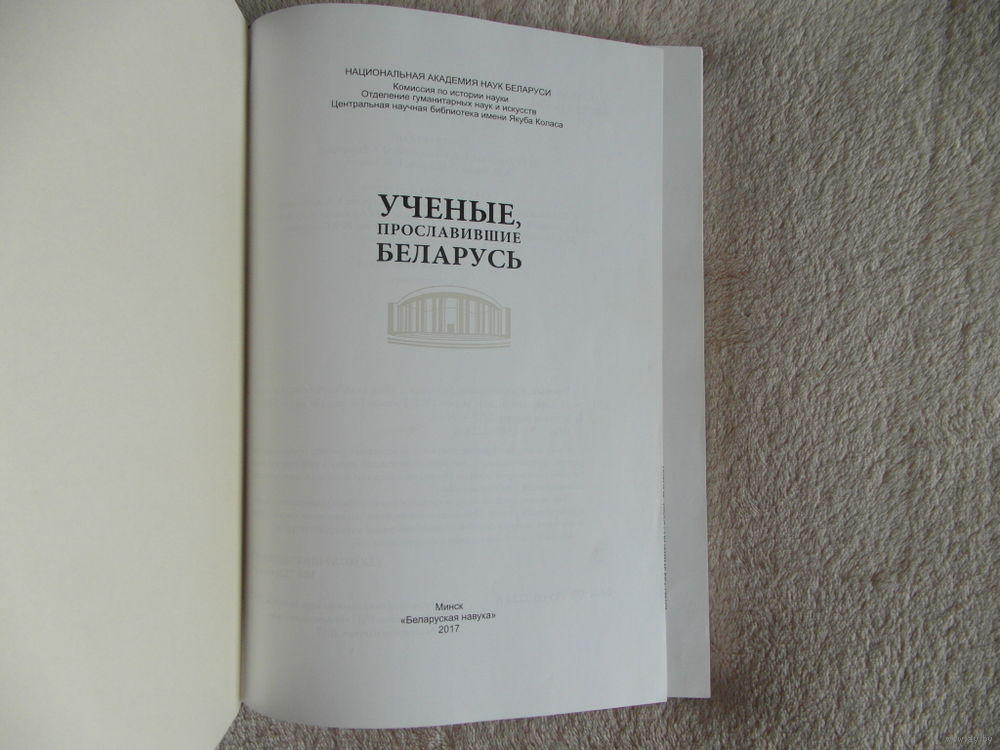 НАЦИОНАЛЬНАЯ АКАДЕМИЯ НАУК БЕЛАРУСИ
Комиссия по истории науки
Отделение гуманитарных наук и искусств
Центральная научная библиотека имени Якуба Коласа
УЧЕНЫЕ,
ПРОСЛАВИВШИЕ
БЕЛАРУСЬ
Минск
«Беларуская навука»
2017